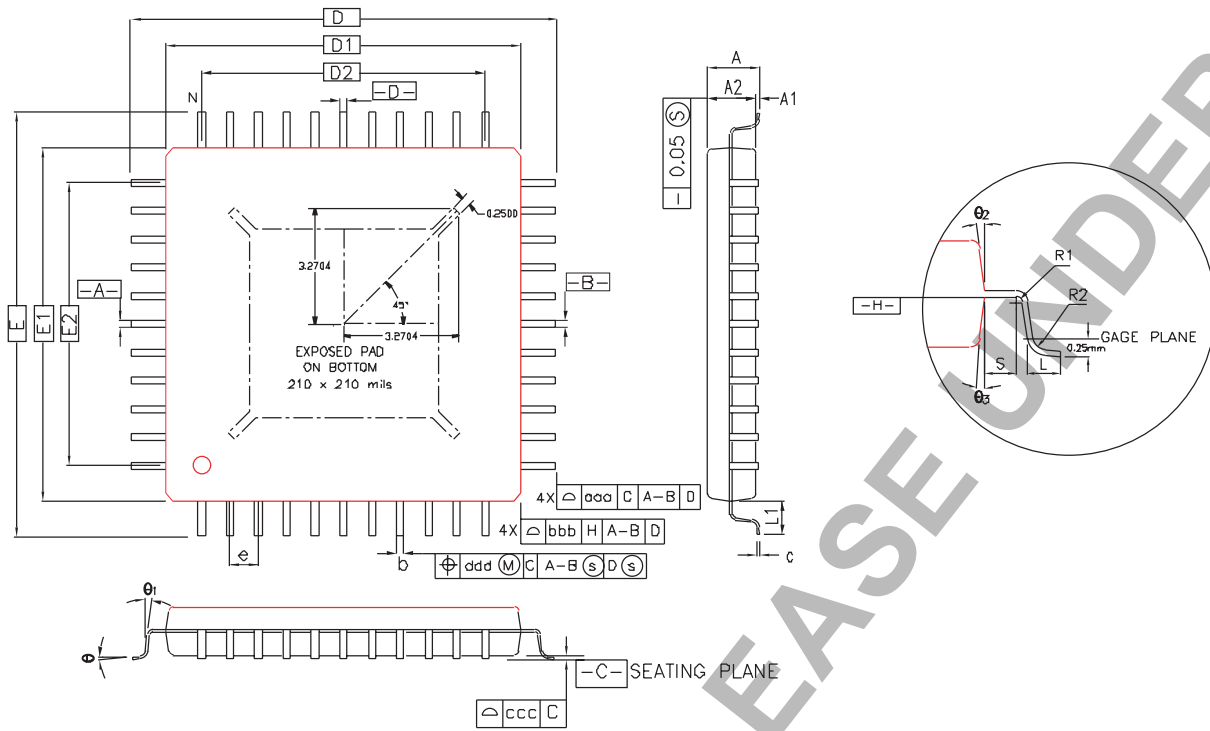 D
D1
D2
N
-D-
A
A2
A1
0.05 S
0.2500
3.2704
45°
3.2704
-A-
-B-
E
E1
E2
EXPOSED PAD
ON BOTTOM
.210 x .210 mils
4X aaa C A-B D
4X bbb H A-B D
ddd M C A-B S D S
e
b
L1
c
θ2
R1
R2
-H-
GAGE PLANE
0.25mm
S
L
θ3
θ1
θ
-C- SEATING PLANE
ccc C
EASE UNDER